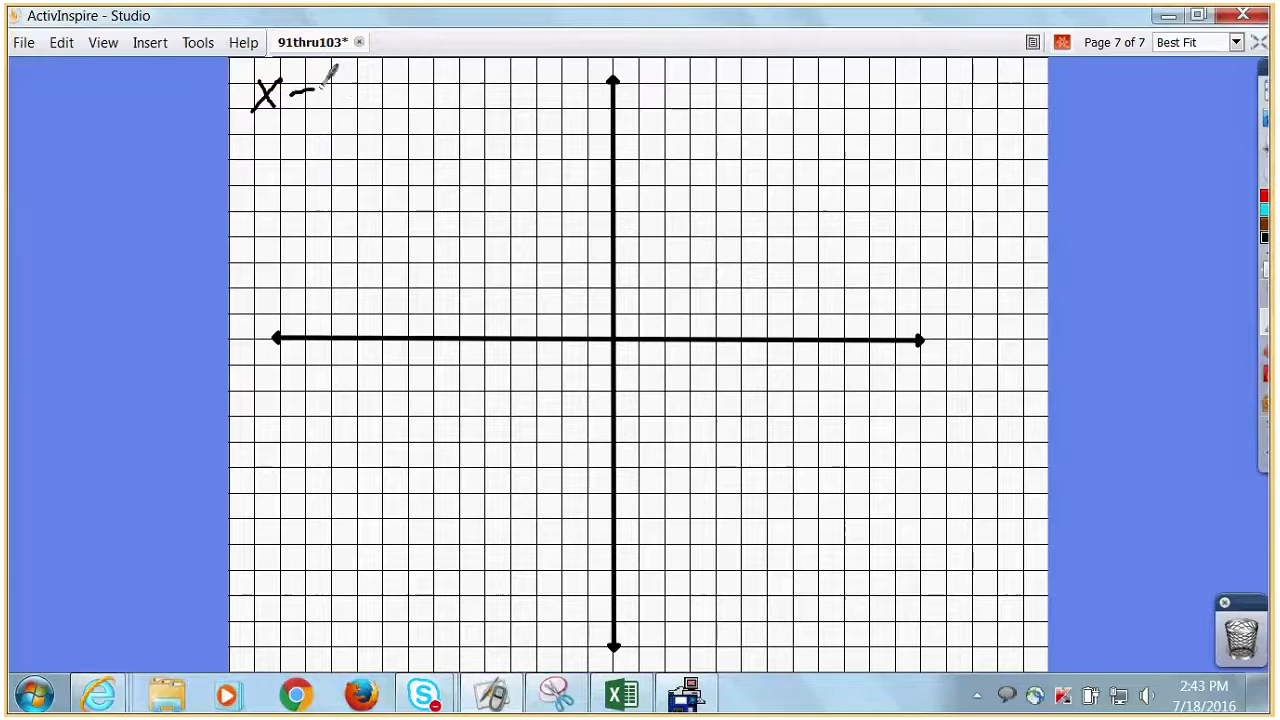 ActivInspire - Studio
File Edit View Insert Tools Help 91thru103* Page 7 of 7 Best Fit
X -
2:43 PM
7/18/2016